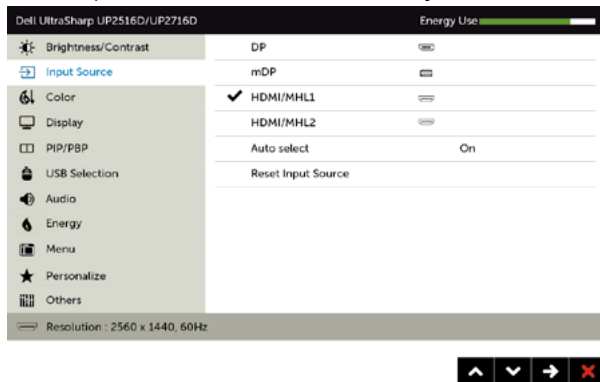 Dell UltraSharp UP2516D/UP2716D Energy Use
Brightness/Contrast DP
Input Source mDP
Color HDMI/MHL1
Display HDMI/MHL2
PIP/PBP Auto select On
USB Selection Reset Input Source
Audio
Energy
Menu
Personalize
Others
Resolution : 2560 x 1440, 60Hz